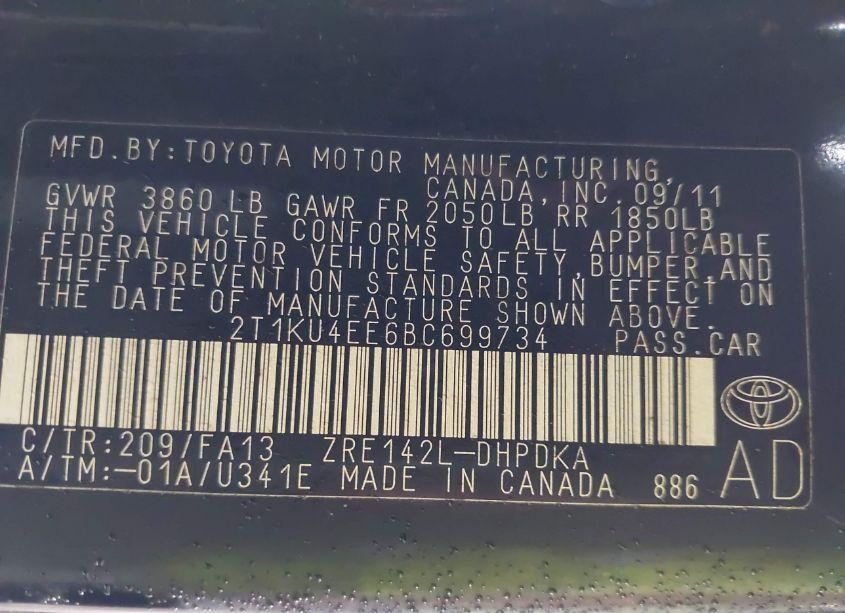 MFD.BY:TOYOTA MOTOR MANUFACTURING,
CANADA,INC.09/11
GVWR 3860 LB GAWR FR 2050LB RR 1850LB
THIS VEHICLE CONFORMS TO ALL APPLICABLE
FEDERAL MOTOR VEHICLE SAFETY,BUMPER,AND
THEFT PREVENTION STANDARDS IN EFFECT ON
THE DATE OF MANUFACTURE SHOWN ABOVE.
2T1KU4EE6BC699734 PASS.CAR
C/TR:209/FA13 ZRE142L-DHPDKA
A/TM:-01A/U341E MADE IN CANADA 886 AD